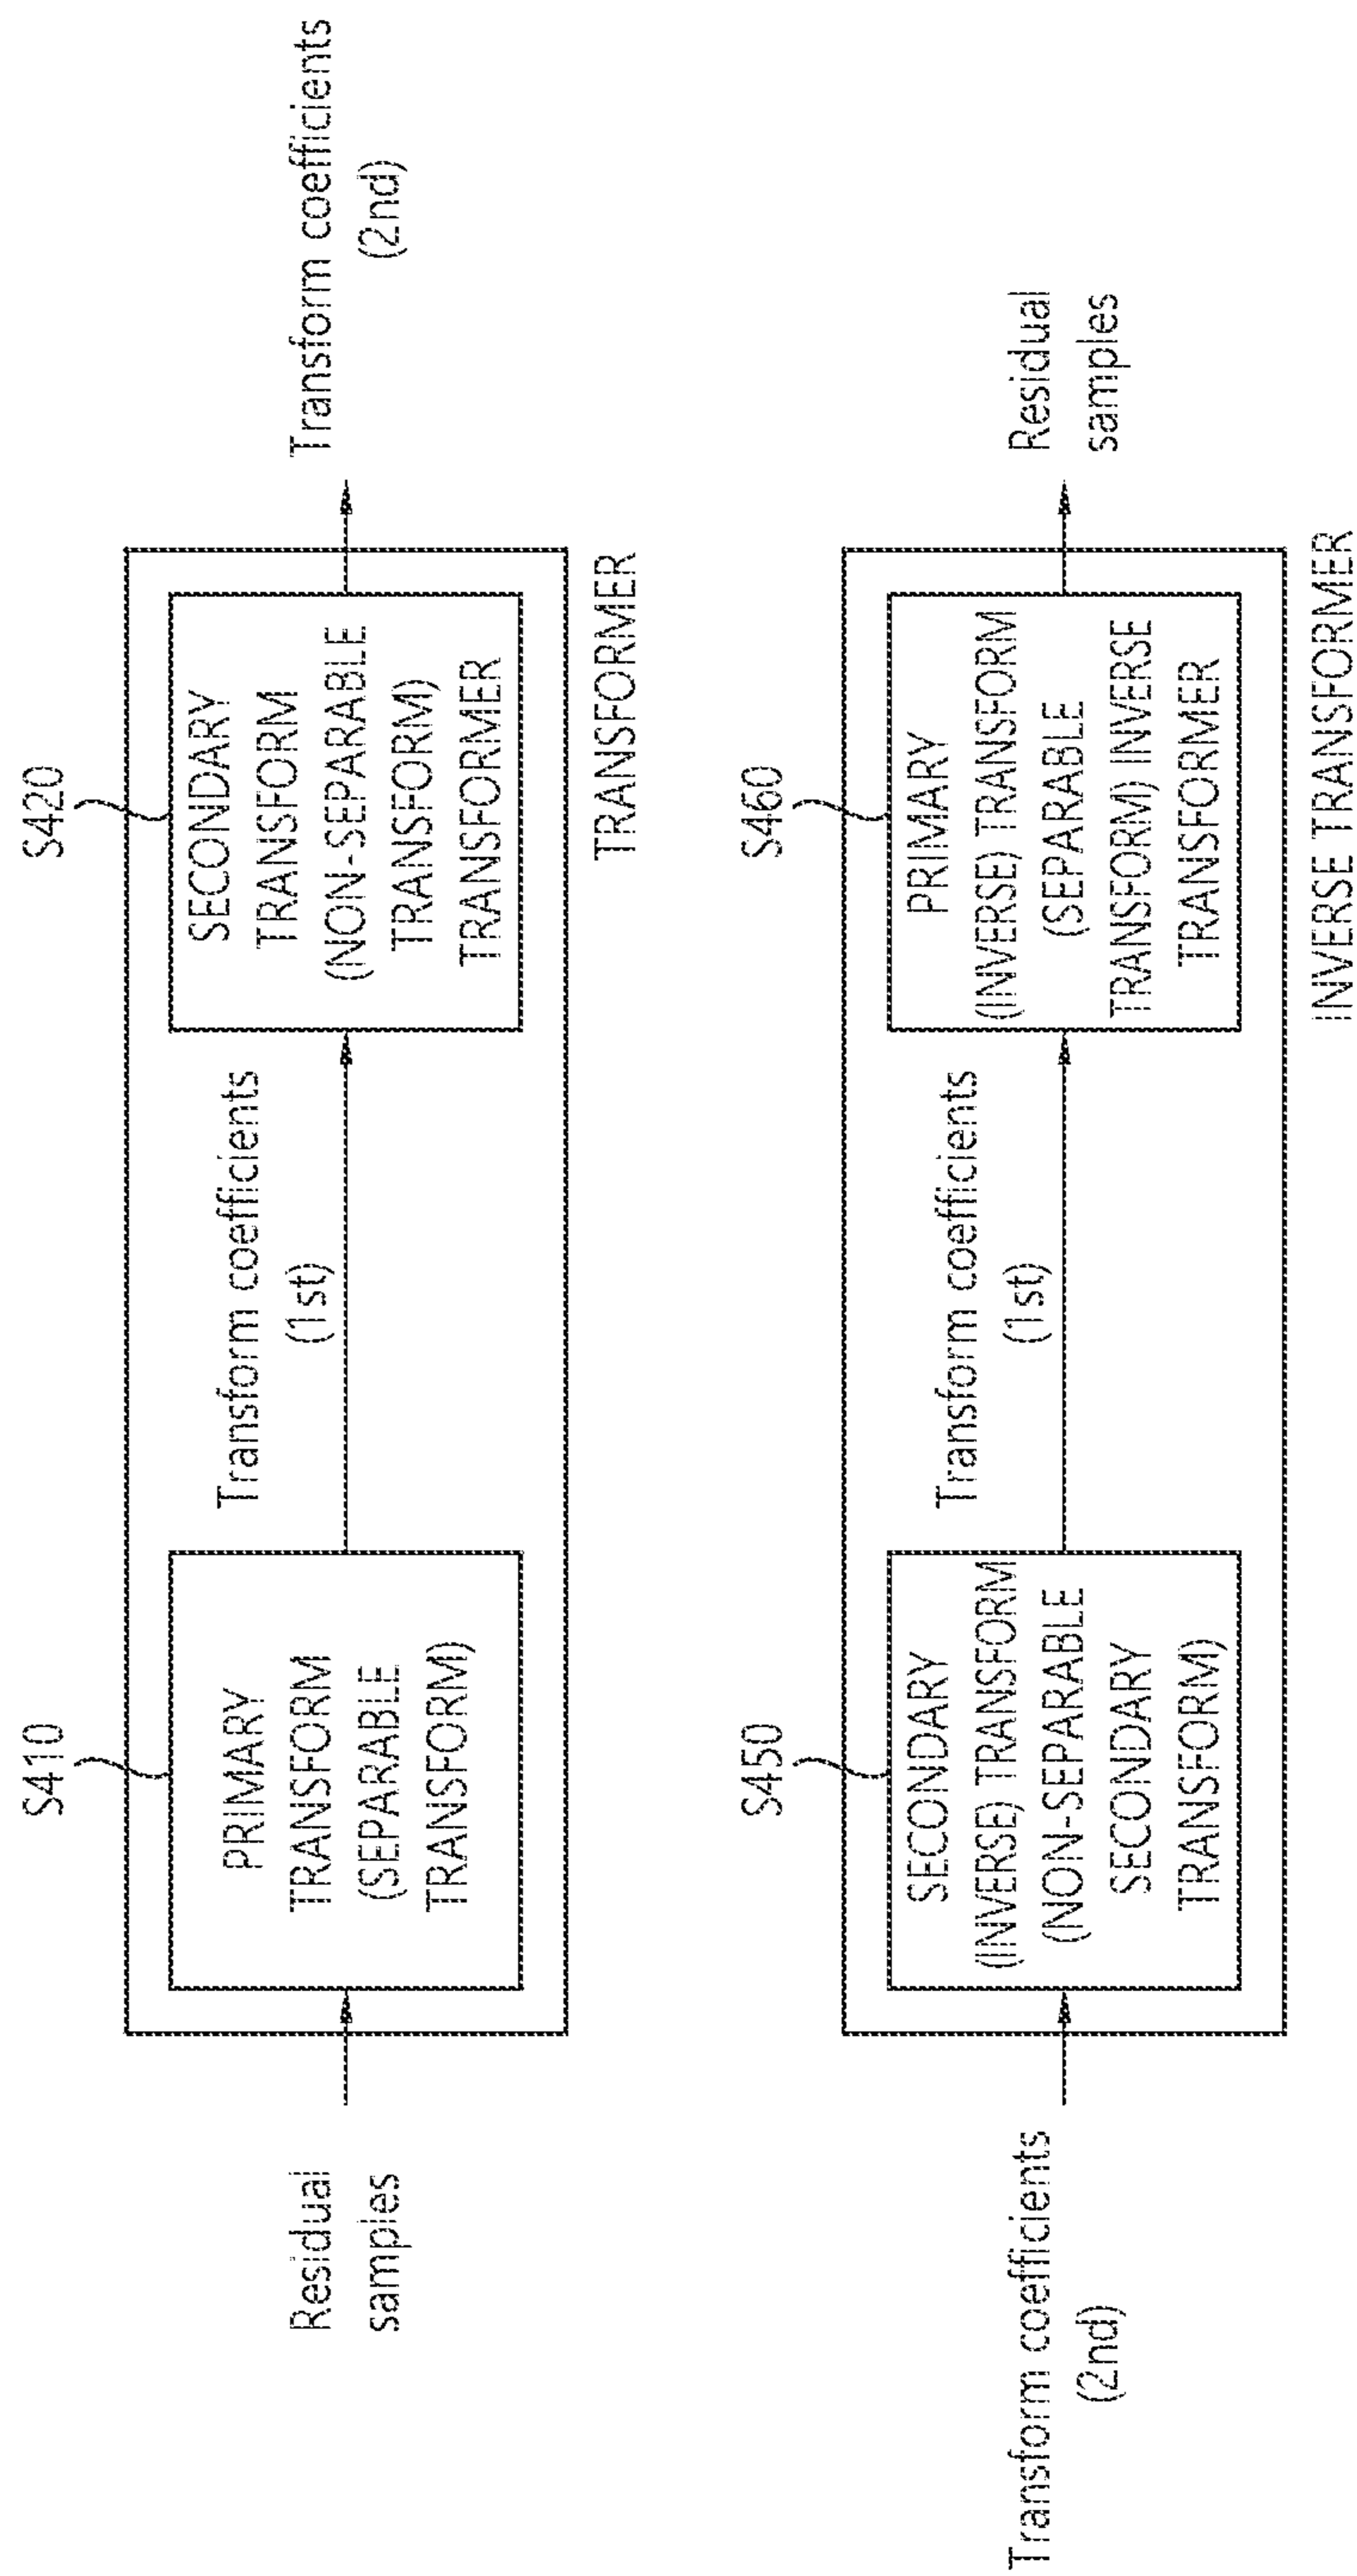 S410
S420
Residual
samples
PRIMARY
TRANSFORM
(SEPARABLE
TRANSFORM)
Transform coefficients
(1st)
SECONDARY
TRANSFORM
(NON-SEPARABLE
TRANSFORM)
TRANSFORMER
Transform coefficients
(2nd)
TRANSFORMER
S450
S460
Transform coefficients
(2nd)
SECONDARY
(INVERSE) TRANSFORM
(NON-SEPARABLE
SECONDARY
TRANSFORM)
Transform coefficients
(1st)
PRIMARY
(INVERSE) TRANSFORM
(SEPARABLE
TRANSFORM) INVERSE
TRANSFORMER
Residual
samples
INVERSE TRANSFORMER